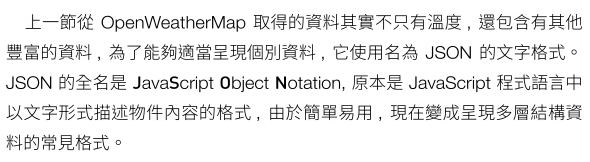 上一節從 OpenWeatherMap 取得的資料其實不只有溫度，還包含有其他
豐富的資料，為了能夠適當呈現個別資料，它使用名為 JSON 的文字格式。
JSON 的全名是 JavaScript Object Notation, 原本是 JavaScript 程式語言中
以文字形式描述物件內容的格式，由於簡單易用，現在變成呈現多層結構資
料的常見格式。